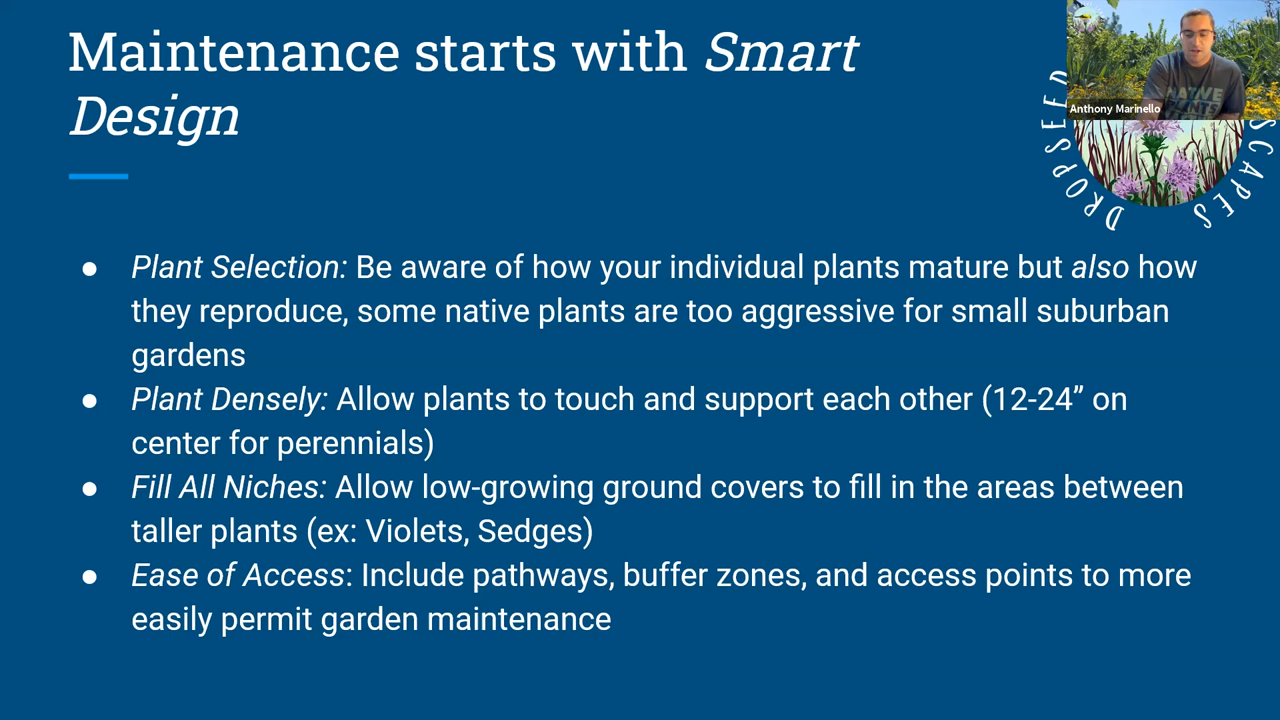 Maintenance starts with Smart
Design
Anthony Marinello
NATIVE
PLANTS
DROPSEED
SCAPES
● Plant Selection: Be aware of how your individual plants mature but also how
they reproduce, some native plants are too aggressive for small suburban
gardens
● Plant Densely: Allow plants to touch and support each other (12-24” on
center for perennials)
● Fill All Niches: Allow low-growing ground covers to fill in the areas between
taller plants (ex: Violets, Sedges)
● Ease of Access: Include pathways, buffer zones, and access points to more
easily permit garden maintenance